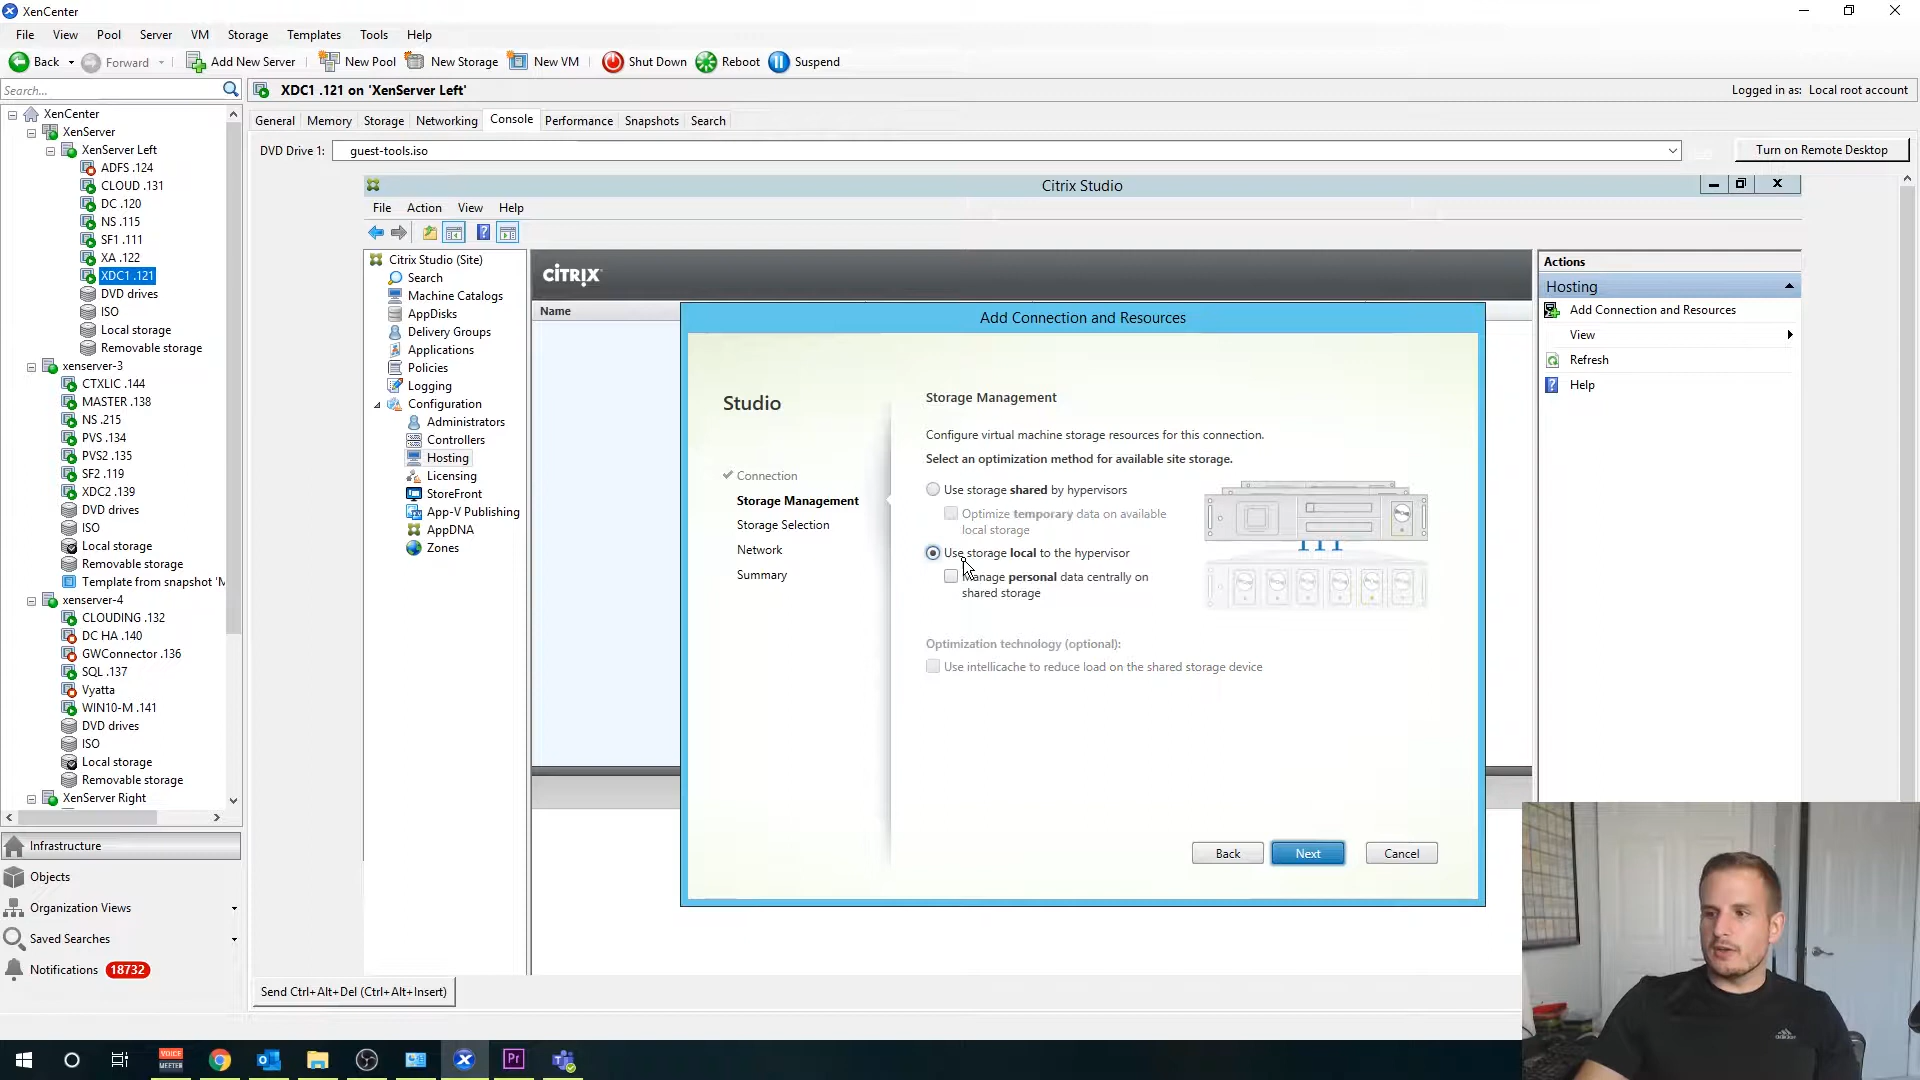 XenCenter
File View Pool Server VM Storage Templates Tools Help
Back Forward Add New Server New Pool New Storage New VM Shut Down Reboot Suspend
Search...
XDC1 .121 on 'XenServer Left'
Logged in as: Local root account
General Memory Storage Networking Console Performance Snapshots Search
DVD Drive 1: guest-tools.iso
Turn on Remote Desktop
XenCenter
XenServer
XenServer Left
ADFS .124
CLOUD .131
DC .120
NS .115
SF1 .111
XA .122
XDC1 .121
DVD drives
ISO
Local storage
Removable storage
xenserver-3
CTXLIC .144
MASTER .138
NS .215
PVS .134
PVS2 .135
SF2 .119
XDC2 .139
DVD drives
ISO
Local storage
Removable storage
Template from snapshot 'M
xenserver-4
CLOUDING .132
DC HA .140
GWConnector .136
SQL .137
Vyatta
WIN10-M .141
DVD drives
ISO
Local storage
Removable storage
XenServer Right
Infrastructure
Objects
Organization Views
Saved Searches
Notifications 18732
Citrix Studio
File Action View Help
Citrix Studio (Site)
Search
Machine Catalogs
AppDisks
Delivery Groups
Applications
Policies
Logging
Configuration
Administrators
Controllers
Hosting
Licensing
StoreFront
App-V Publishing
AppDNA
Zones
CITRIX
Name
Add Connection and Resources
Studio
Connection
Storage Management
Storage Selection
Network
Summary
Storage Management
Configure virtual machine storage resources for this connection.
Select an optimization method for available site storage.
Use storage shared by hypervisors
Optimize temporary data on available
local storage
Use storage local to the hypervisor
Manage personal data centrally on
shared storage
Optimization technology (optional):
Use intellicache to reduce load on the shared storage device
Back Next Cancel
Actions
Hosting
Add Connection and Resources
View
Refresh
Help
Send Ctrl+Alt+Del (Ctrl+Alt+Insert)
VOICE
MEETER
Pr
adidas